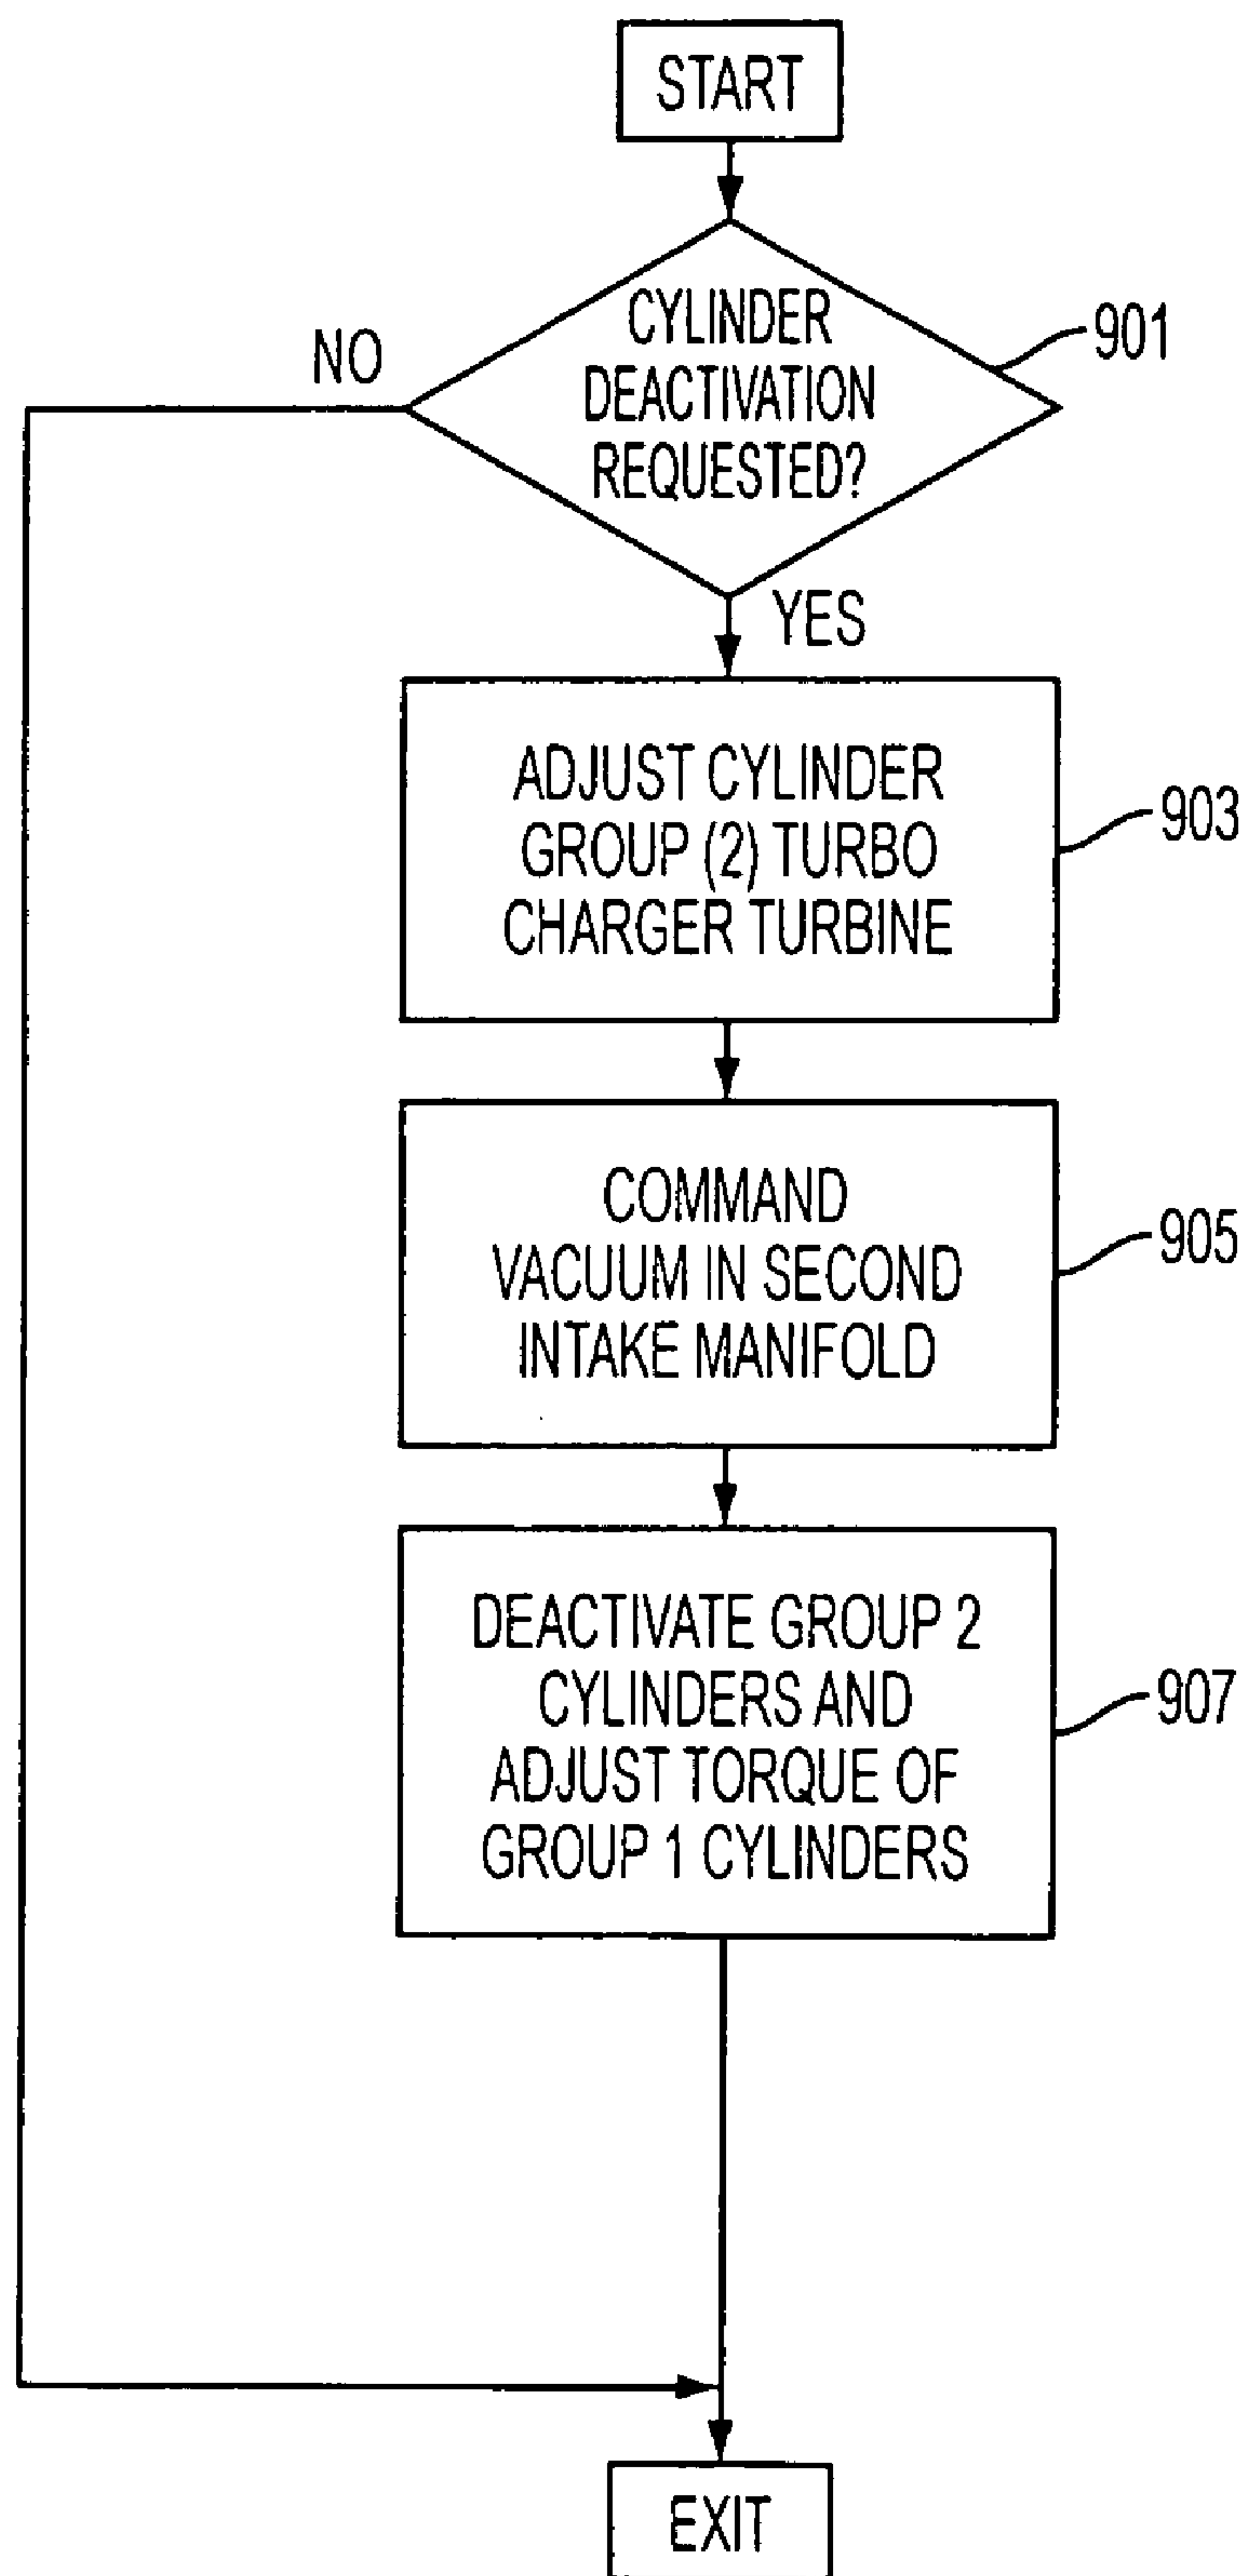 START
CYLINDER
DEACTIVATION
REQUESTED?
901
NO
YES
ADJUST CYLINDER
GROUP (2) TURBO
CHARGER TURBINE
903
COMMAND
VACUUM IN SECOND
INTAKE MANIFOLD
905
DEACTIVATE GROUP 2
CYLINDERS AND
ADJUST TORQUE OF
GROUP 1 CYLINDERS
907
EXIT